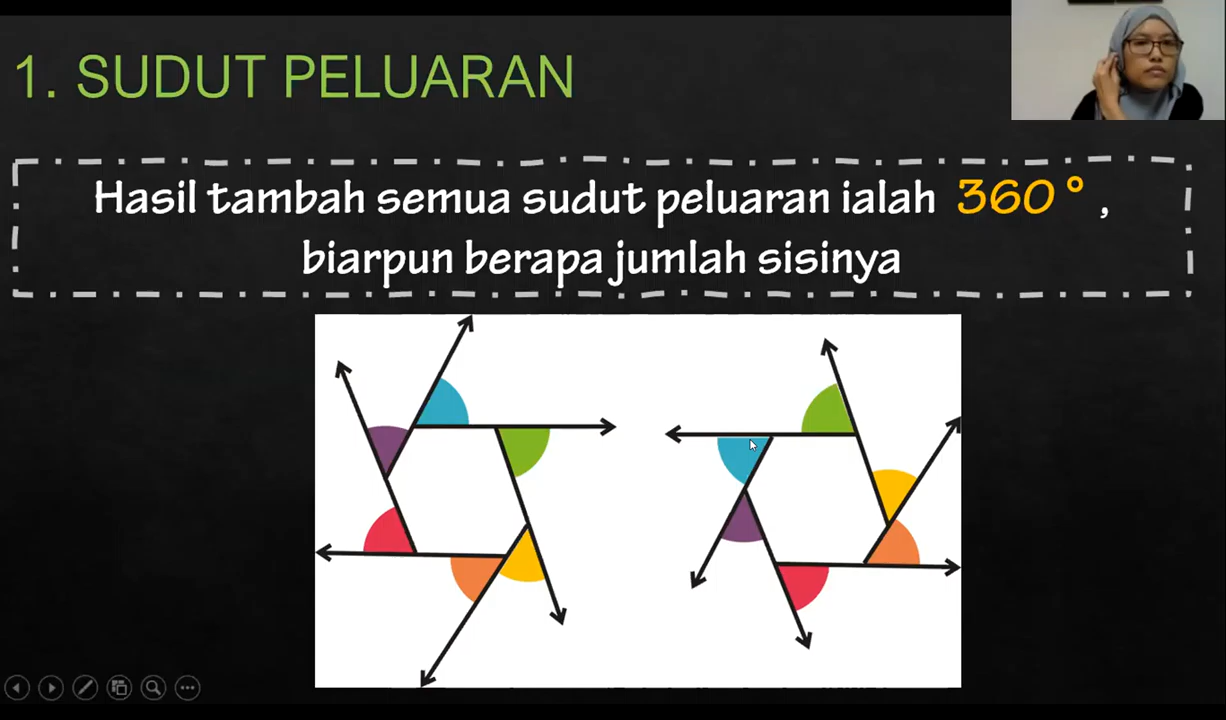 1. SUDUT PELUARAN
Hasil tambah semua sudut peluaran ialah 360° ,
biarpun berapa jumlah sisinya